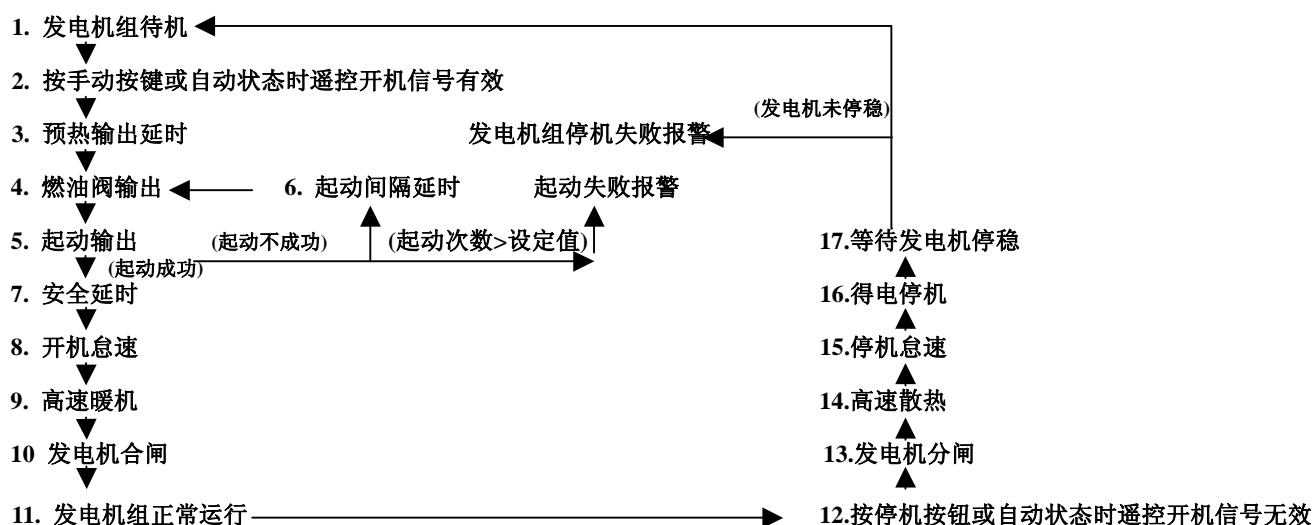 1. 发电机组待机
2. 按手动按键或自动状态时遥控开机信号有效
(发电机未停稳)
3. 预热输出延时 发电机组停机失败报警
4. 燃油阀输出 6. 起动间隔延时 起动失败报警
5. 起动输出 (起动不成功) (起动次数>设定值) 17.等待发电机停稳
(起动成功)
7. 安全延时 16.得电停机
8. 开机怠速 15.停机怠速
9. 高速暖机 14.高速散热
10 发电机合闸 13.发电机分闸
11. 发电机组正常运行 12.按停机按钮或自动状态时遥控开机信号无效